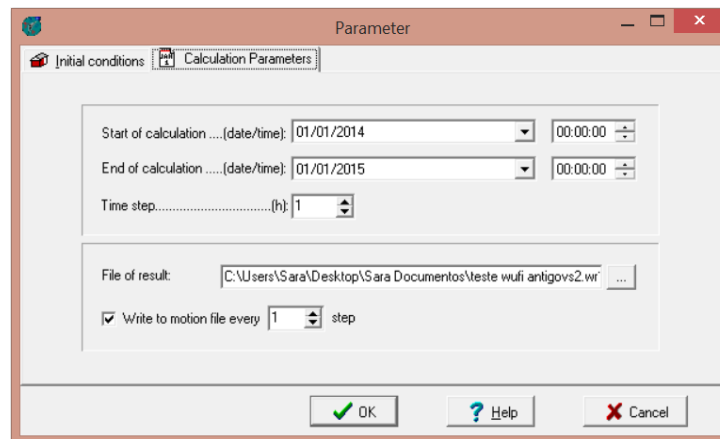 Parameter
Initial conditions Calculation Parameters
Start of calculation ....(date/time): 01/01/2014 00:00:00
End of calculation .....(date/time): 01/01/2015 00:00:00
Time step................................(h): 1
File of result: C:\Users\Sara\Desktop\Sara Documentos\teste wufi antigovs2.wr ...
Write to motion file every 1 step
OK Help Cancel